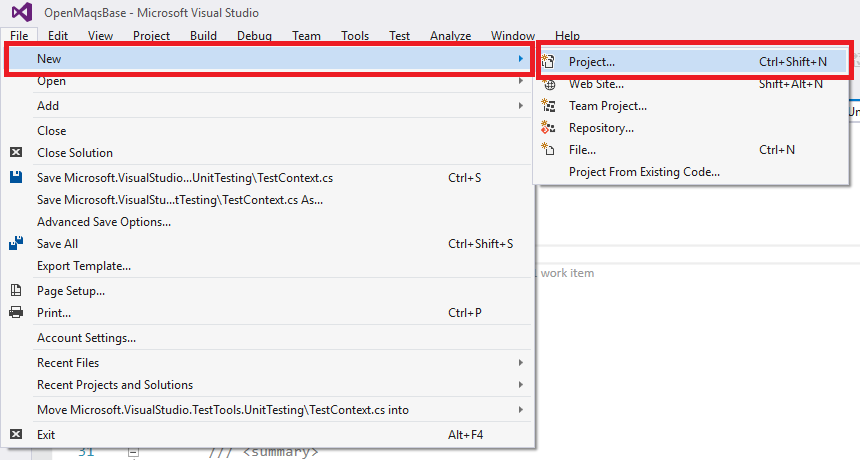 OpenMaqsBase - Microsoft Visual Studio
File Edit View Project Build Debug Team Tools Test Analyze Window Help
New
Open
Add
Close
Close Solution
Save Microsoft.VisualStudio...UnitTesting\TestContext.cs Ctrl+S
Save Microsoft.VisualStu...tTesting\TestContext.cs As...
Advanced Save Options...
Save All Ctrl+Shift+S
Export Template...
Page Setup...
Print... Ctrl+P
Account Settings...
Recent Files
Recent Projects and Solutions
Move Microsoft.VisualStudio.TestTools.UnitTesting\TestContext.cs into
Exit Alt+F4
Project... Ctrl+Shift+N
Web Site... Shift+Alt+N
Team Project...
Repository...
File... Ctrl+N
Project From Existing Code...
Un
work item
31 /// <summary>